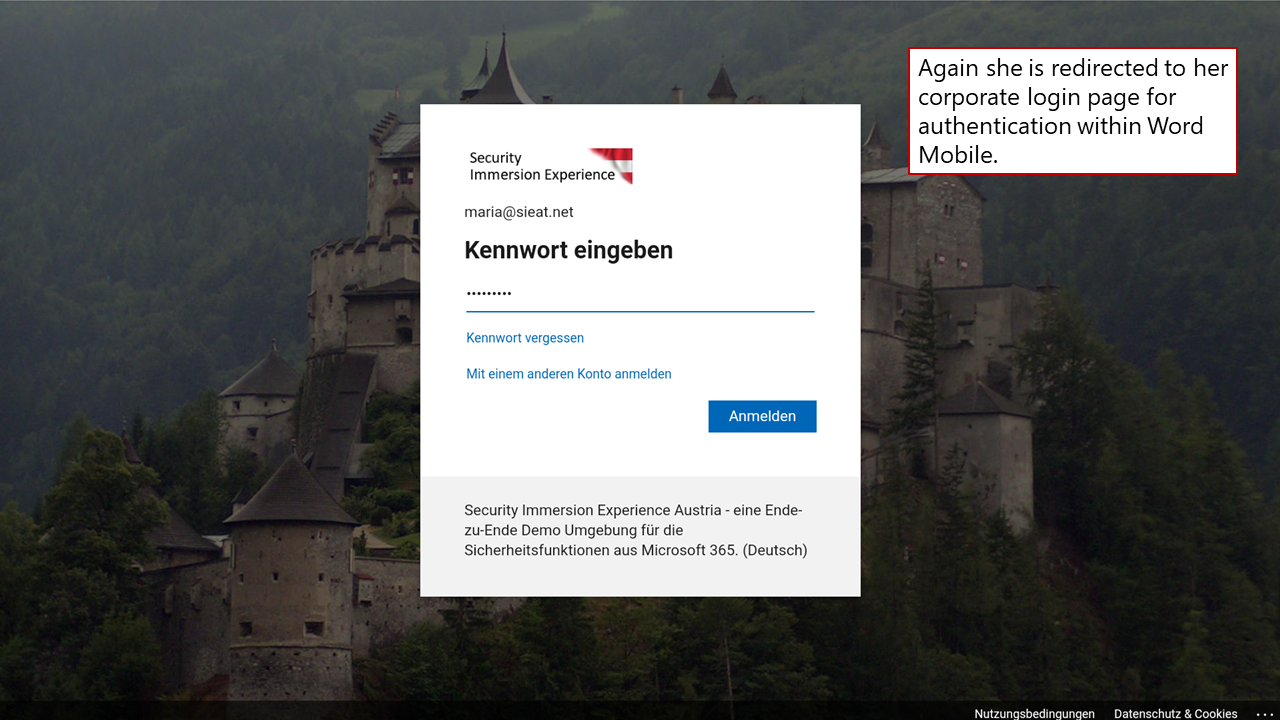 Again she is redirected to her
corporate login page for
authentication within Word
Mobile.
Security
Immersion Experience
maria@sieat.net
Kennwort eingeben
•••••••••
Kennwort vergessen
Mit einem anderen Konto anmelden
Anmelden
Security Immersion Experience Austria - eine Ende-
zu-Ende Demo Umgebung für die
Sicherheitsfunktionen aus Microsoft 365. (Deutsch)
Nutzungsbedingungen Datenschutz & Cookies ...